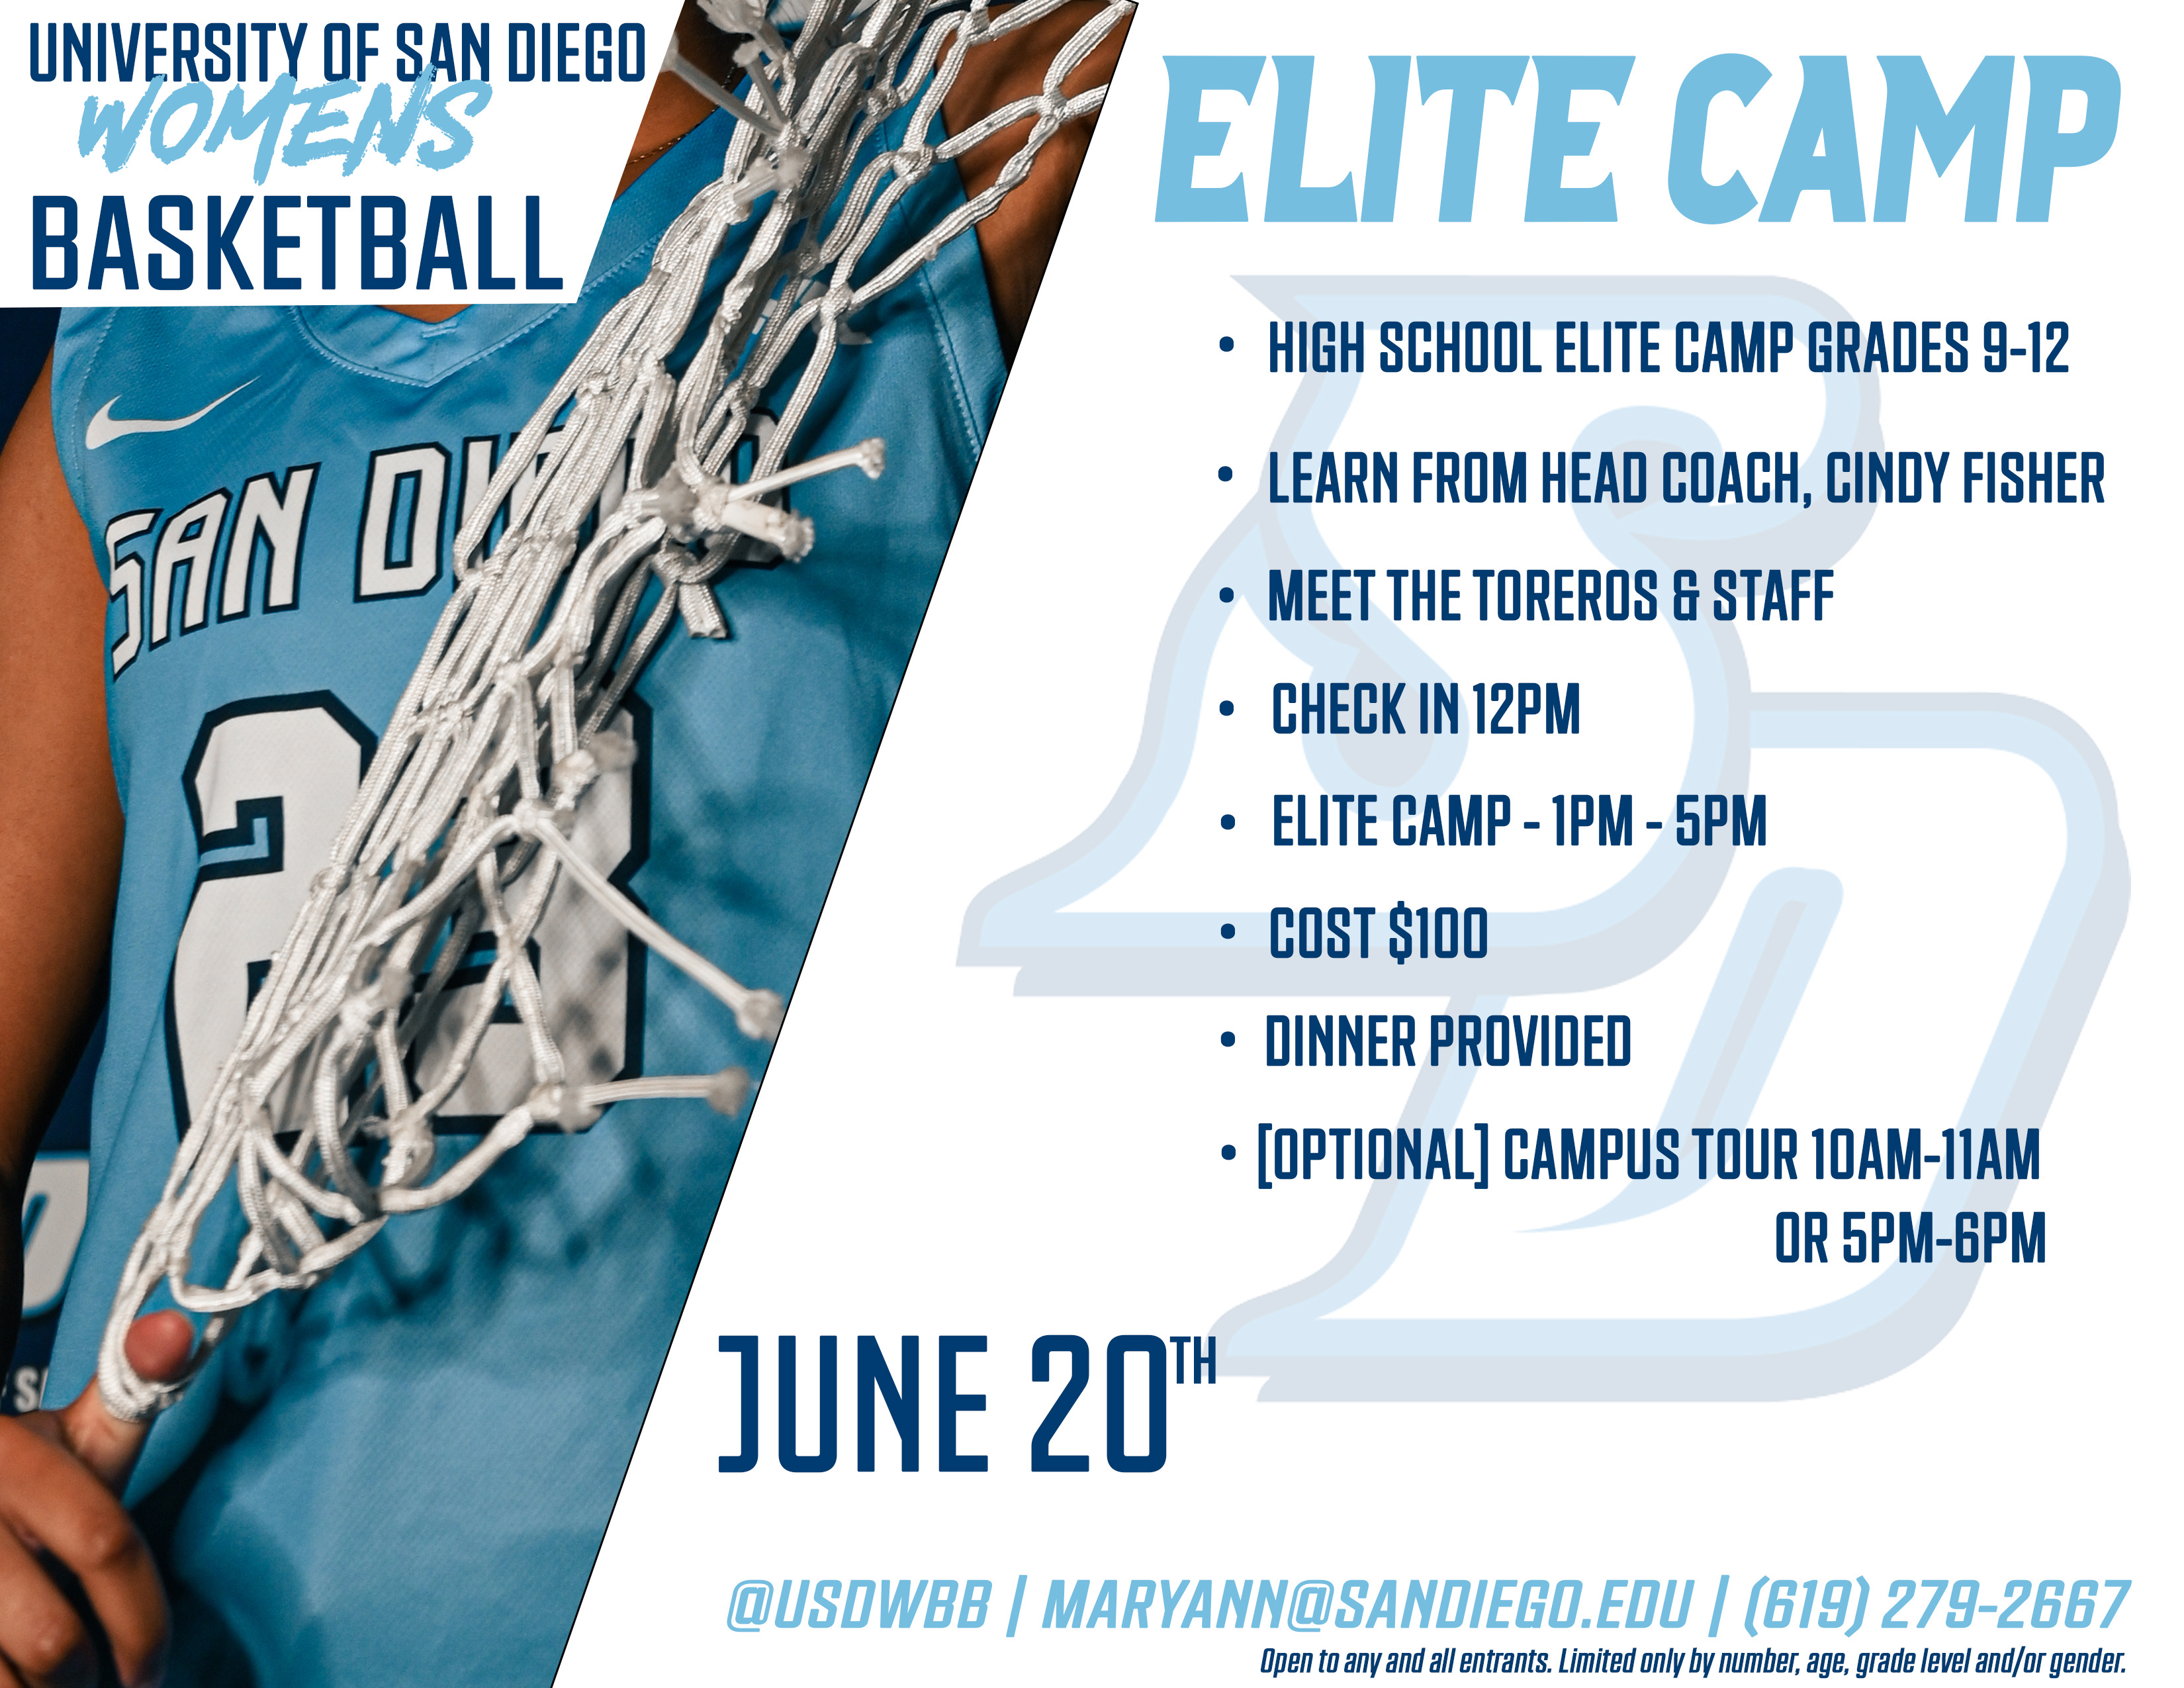 UNIVERSITY OF SAN DIEGO
WOMENS
BASKETBALL
ELITE CAMP
• HIGH SCHOOL ELITE CAMP GRADES 9-12
• LEARN FROM HEAD COACH, CINDY FISHER
• MEET THE TOREROS & STAFF
• CHECK IN 12PM
• ELITE CAMP - 1PM - 5PM
• COST $100
• DINNER PROVIDED
• [OPTIONAL] CAMPUS TOUR 10AM-11AM
OR 5PM-6PM
SAN
JUNE 20TH
@USDWBB | MARYANN@SANDIEGO.EDU | (619) 279-2667
Open to any and all entrants. Limited only by number, age, grade level and/or gender.